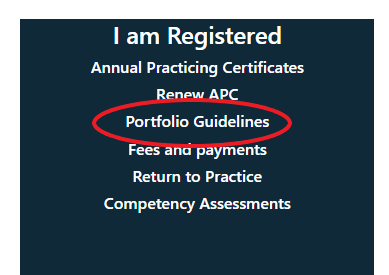 I am Registered
Annual Practicing Certificates
Renew APC
Portfolio Guidelines
Fees and payments
Return to Practice
Competency Assessments